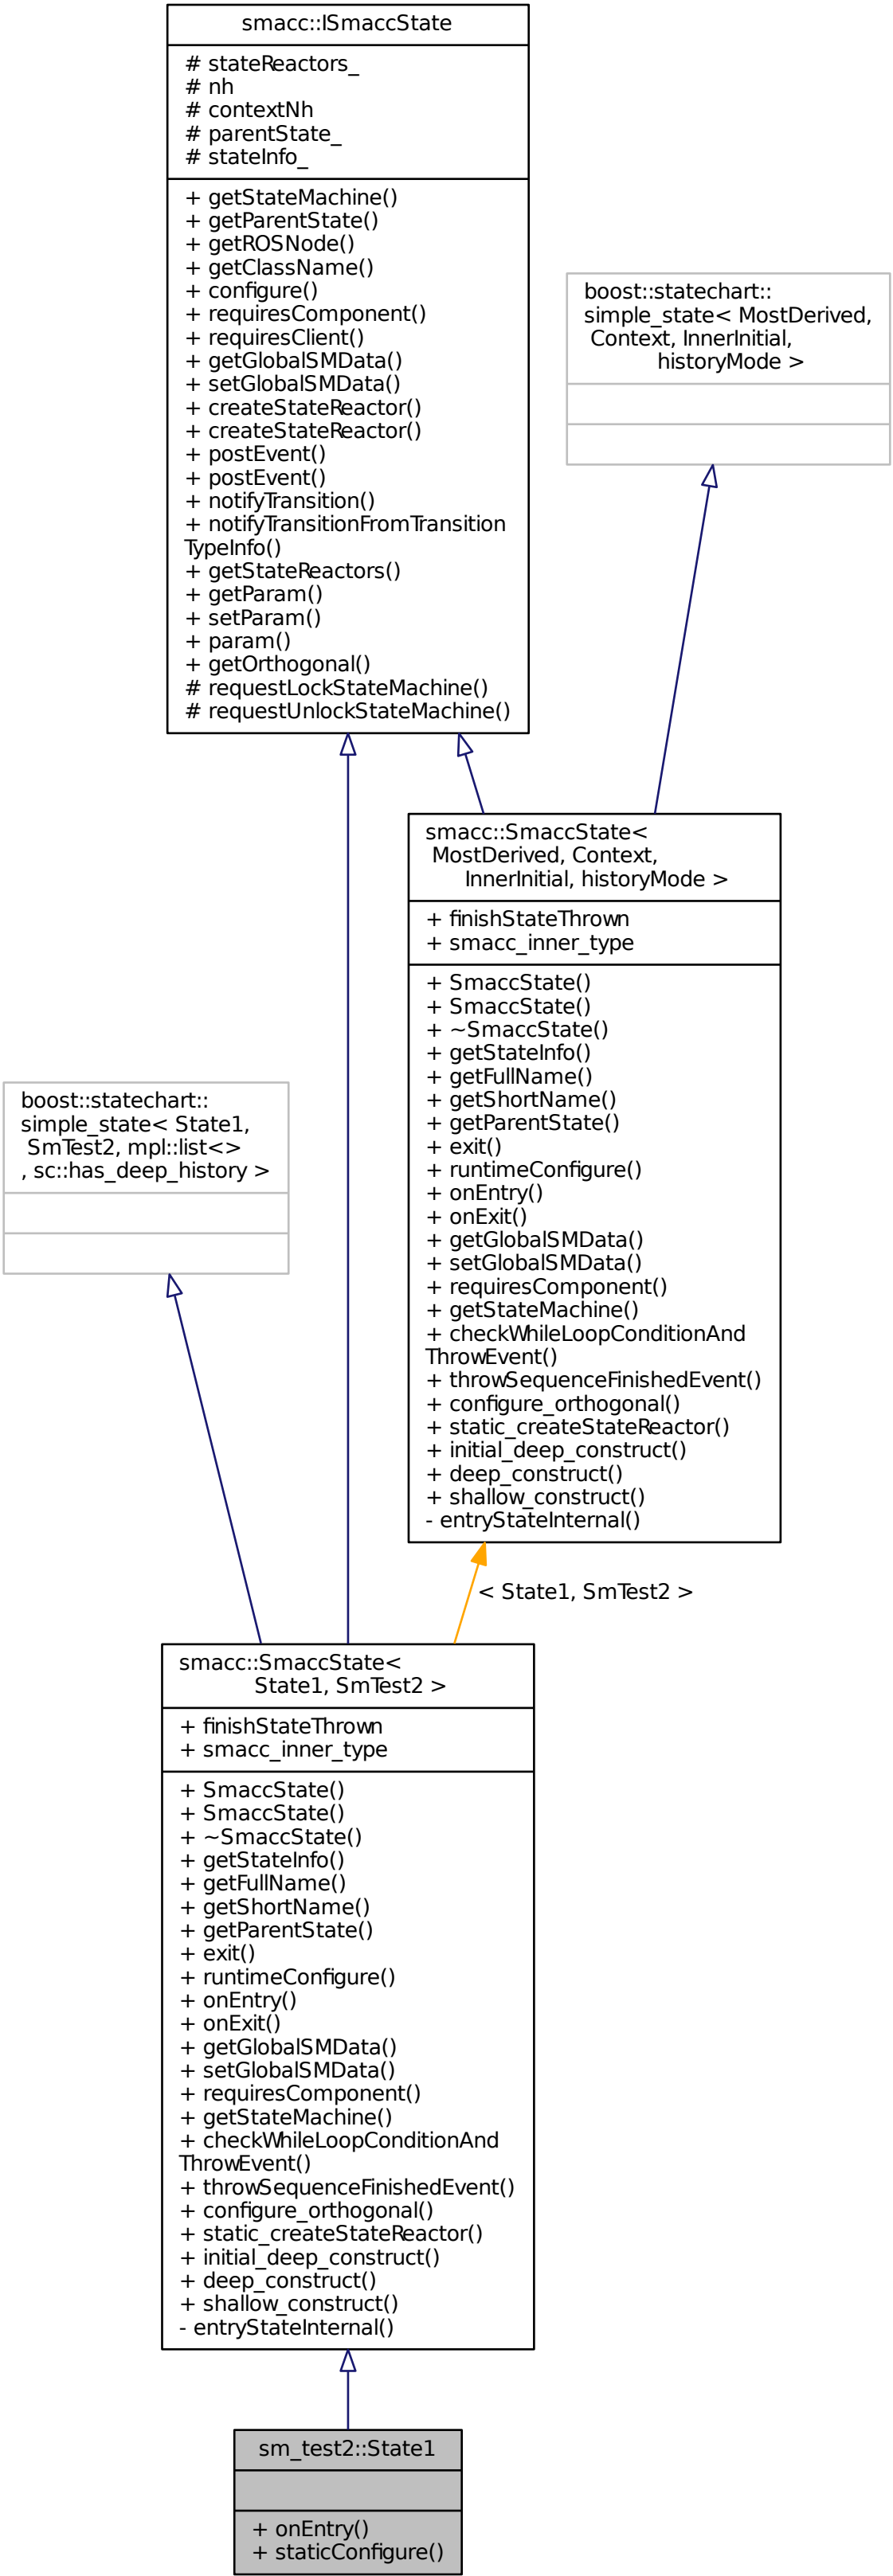 smacc::ISmaccState
# stateReactors_
# nh
# contextNh
# parentState_
# stateInfo_
+ getStateMachine()
+ getParentState()
+ getROSNode()
+ getClassName()
+ configure()
+ requiresComponent()
+ requiresClient()
+ getGlobalSMData()
+ setGlobalSMData()
+ createStateReactor()
+ createStateReactor()
+ postEvent()
+ postEvent()
+ notifyTransition()
+ notifyTransitionFromTransition
TypeInfo()
+ getStateReactors()
+ getParam()
+ setParam()
+ param()
+ getOrthogonal()
# requestLockStateMachine()
# requestUnlockStateMachine()
boost::statechart::
simple_state< MostDerived,
Context, InnerInitial,
historyMode >
smacc::SmaccState<
MostDerived, Context,
InnerInitial, historyMode >
+ finishStateThrown
+ smacc_inner_type
+ SmaccState()
+ SmaccState()
+ ~SmaccState()
+ getStateInfo()
+ getFullName()
+ getShortName()
+ getParentState()
+ exit()
+ runtimeConfigure()
+ onEntry()
+ onExit()
+ getGlobalSMData()
+ setGlobalSMData()
+ requiresComponent()
+ getStateMachine()
+ checkWhileLoopConditionAnd
ThrowEvent()
+ throwSequenceFinishedEvent()
+ configure_orthogonal()
+ static_createStateReactor()
+ initial_deep_construct()
+ deep_construct()
+ shallow_construct()
- entryStateInternal()
boost::statechart::
simple_state< State1,
SmTest2, mpl::list<>
, sc::has_deep_history >
< State1, SmTest2 >
smacc::SmaccState<
State1, SmTest2 >
+ finishStateThrown
+ smacc_inner_type
+ SmaccState()
+ SmaccState()
+ ~SmaccState()
+ getStateInfo()
+ getFullName()
+ getShortName()
+ getParentState()
+ exit()
+ runtimeConfigure()
+ onEntry()
+ onExit()
+ getGlobalSMData()
+ setGlobalSMData()
+ requiresComponent()
+ getStateMachine()
+ checkWhileLoopConditionAnd
ThrowEvent()
+ throwSequenceFinishedEvent()
+ configure_orthogonal()
+ static_createStateReactor()
+ initial_deep_construct()
+ deep_construct()
+ shallow_construct()
- entryStateInternal()
sm_test2::State1
+ onEntry()
+ staticConfigure()